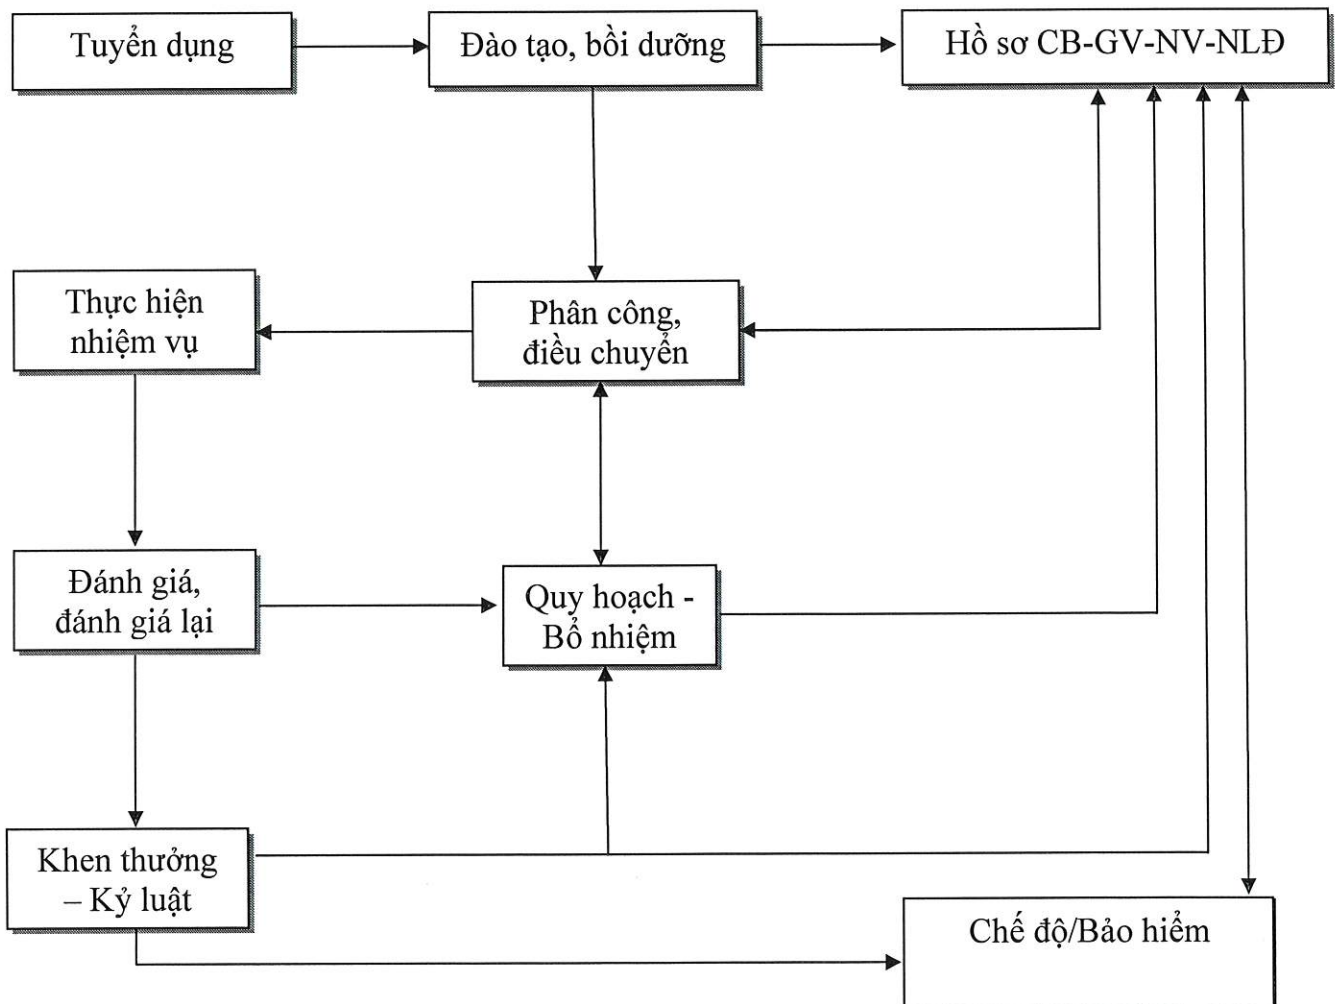 Tuyển dụng
Đào tạo, bồi dưỡng
Hồ sơ CB-GV-NV-NLĐ
Thực hiện
nhiệm vụ
Phân công,
điều chuyển
Đánh giá,
đánh giá lại
Quy hoạch -
Bổ nhiệm
Khen thưởng
– Kỷ luật
Chế độ/Bảo hiểm